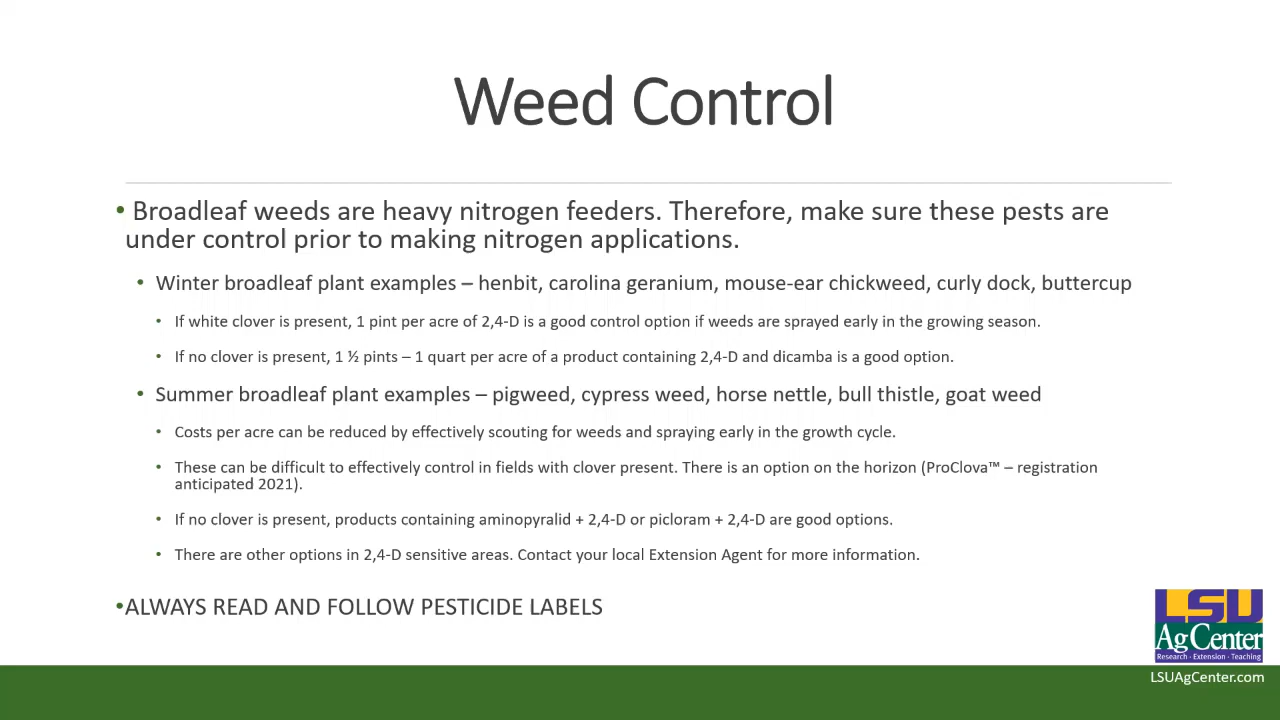 Weed Control
• Broadleaf weeds are heavy nitrogen feeders. Therefore, make sure these pests are
under control prior to making nitrogen applications.
• Winter broadleaf plant examples – henbit, carolina geranium, mouse-ear chickweed, curly dock, buttercup
• If white clover is present, 1 pint per acre of 2,4-D is a good control option if weeds are sprayed early in the growing season.
• If no clover is present, 1 ½ pints – 1 quart per acre of a product containing 2,4-D and dicamba is a good option.
• Summer broadleaf plant examples – pigweed, cypress weed, horse nettle, bull thistle, goat weed
• Costs per acre can be reduced by effectively scouting for weeds and spraying early in the growth cycle.
• These can be difficult to effectively control in fields with clover present. There is an option on the horizon (ProClova™ – registration
anticipated 2021).
• If no clover is present, products containing aminopyralid + 2,4-D or picloram + 2,4-D are good options.
• There are other options in 2,4-D sensitive areas. Contact your local Extension Agent for more information.
•ALWAYS READ AND FOLLOW PESTICIDE LABELS
LSU
AgCenter
Research · Extension · Teaching
LSUAgCenter.com